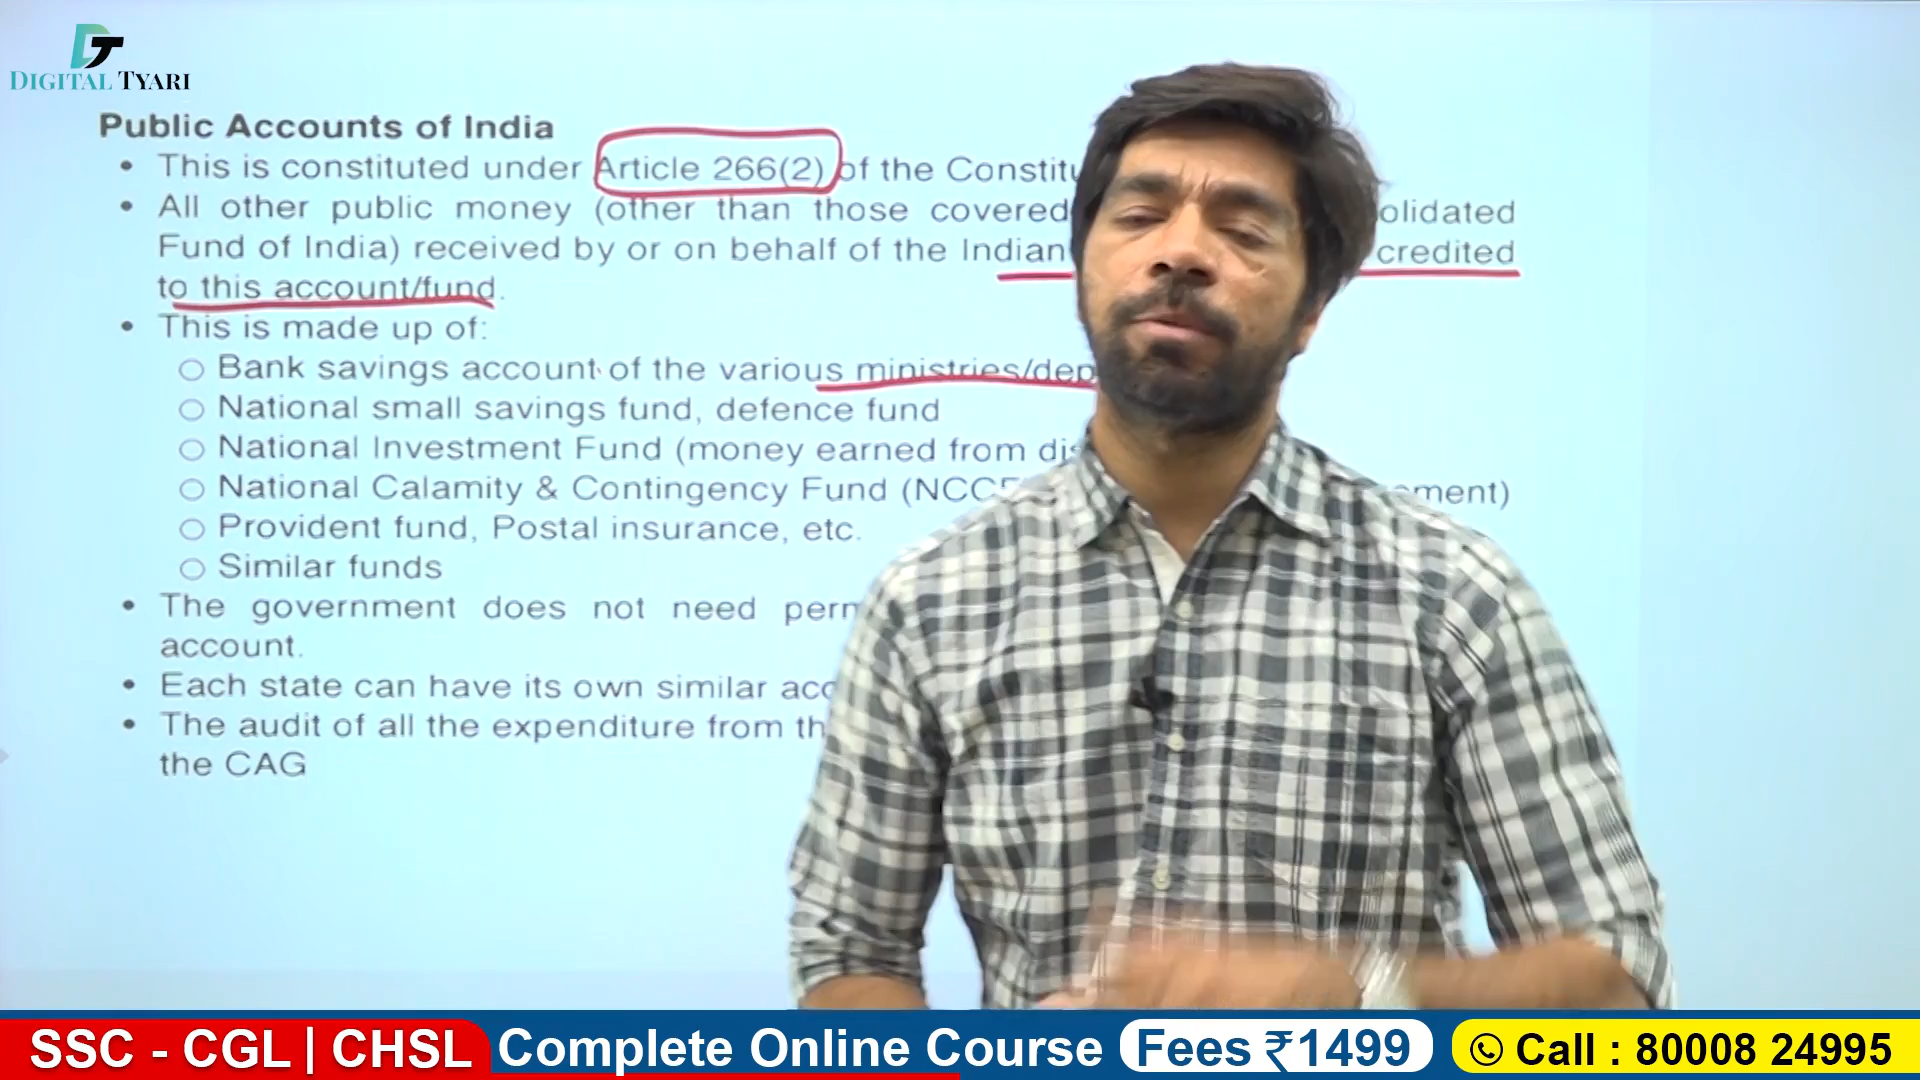 DT
DIGITAL TYARI
Public Accounts of India
• This is constituted under Article 266(2) of the
• All other public money (other than those covered
Fund of India) received by or on behalf of the Indian credited
to this account/fund.
• This is made up of:
○ Bank savings account of the various ministries/
○ National small savings fund, defence fund
○ National Investment Fund (money earned from
○ National Calamity & Contingency Fund
○ Provident fund, Postal insurance, etc.
○ Similar funds
• The government does not need
account.
• Each state can have its own similar
• The audit of all the expenditure from
the CAG
SSC - CGL | CHSL Complete Online Course Fees ₹1499 Call : 80008 24995